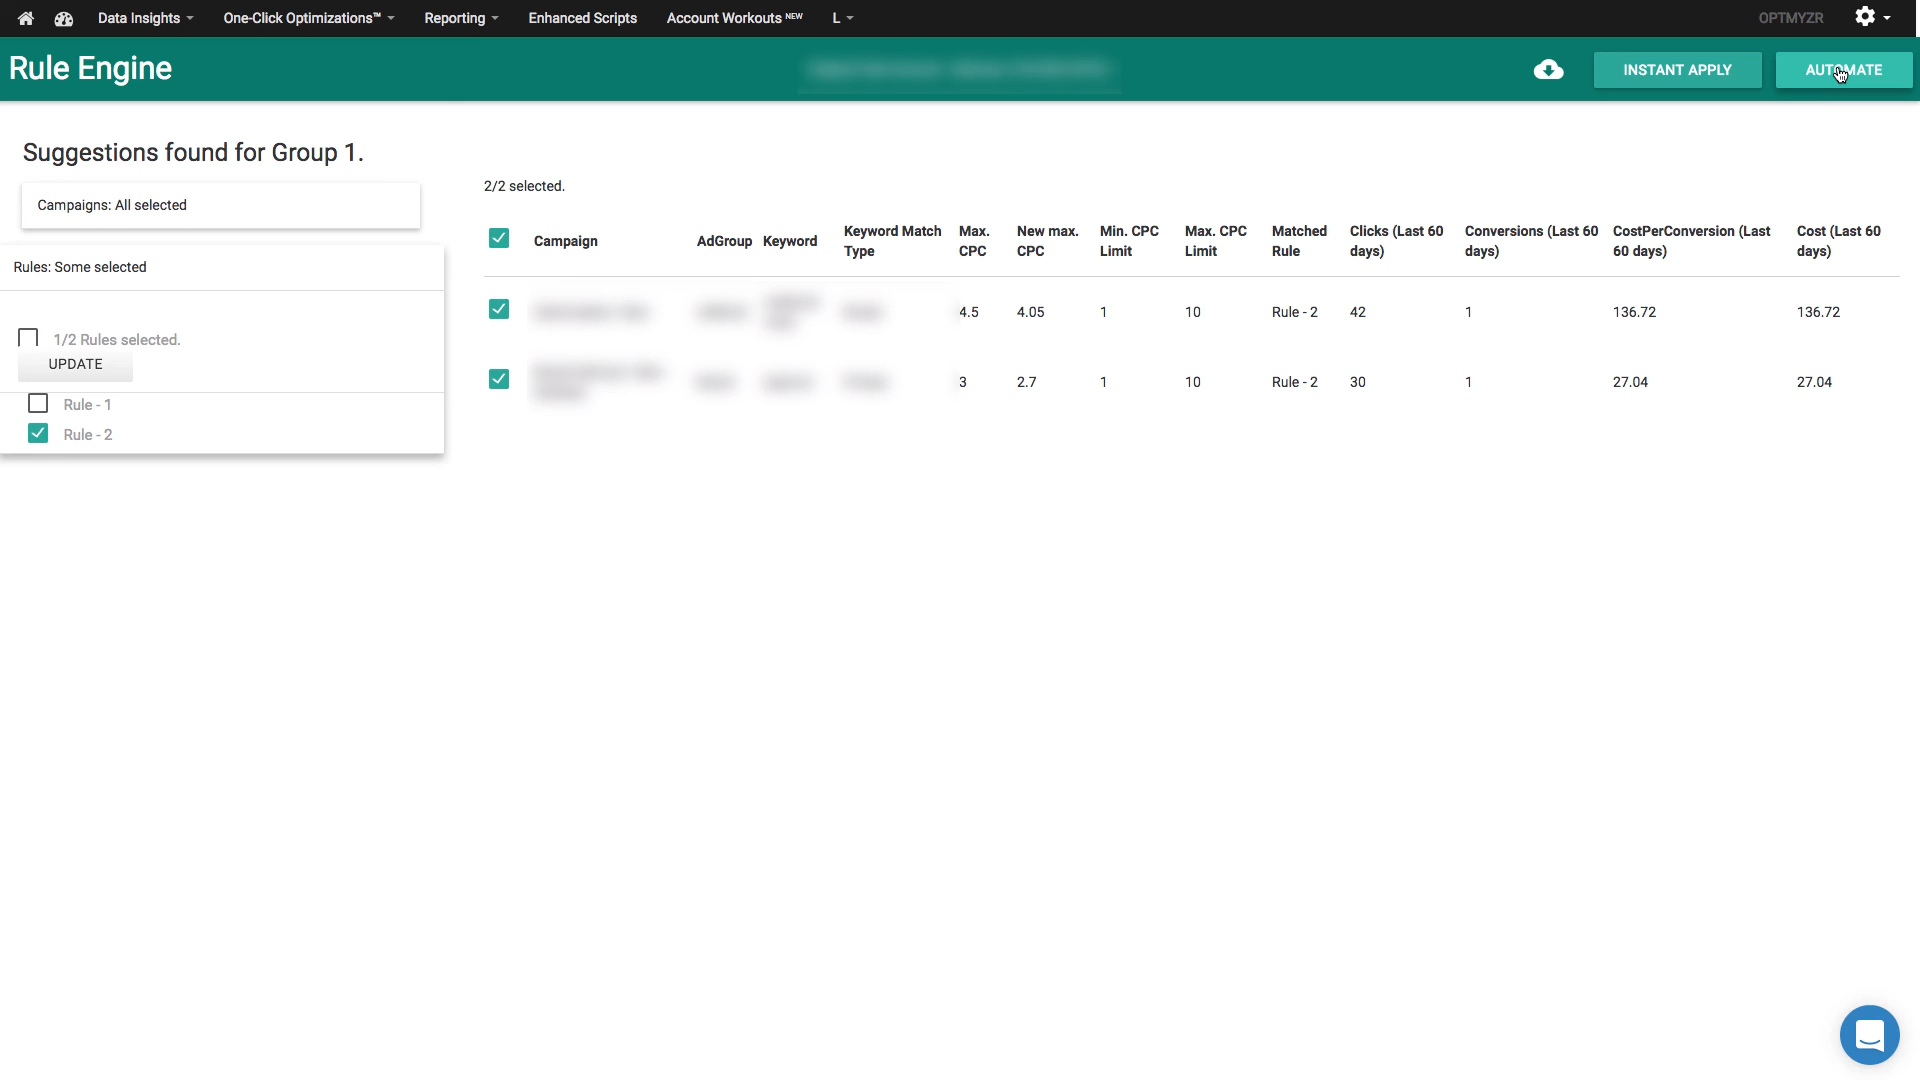 Data Insights
One-Click Optimizations™
Reporting
Enhanced Scripts
Account Workouts NEW
L
OPTMYZR
Rule Engine
INSTANT APPLY
AUTOMATE
Suggestions found for Group 1.
Campaigns: All selected
Rules: Some selected
1/2 Rules selected.
UPDATE
Rule - 1
Rule - 2
2/2 selected.
Campaign AdGroup Keyword Keyword Match Type Max. CPC New max. CPC Min. CPC Limit Max. CPC Limit Matched Rule Clicks (Last 60 days) Conversions (Last 60 days) CostPerConversion (Last 60 days) Cost (Last 60 days)
4.5 4.05 1 10 Rule - 2 42 1 136.72 136.72
3 2.7 1 10 Rule - 2 30 1 27.04 27.04